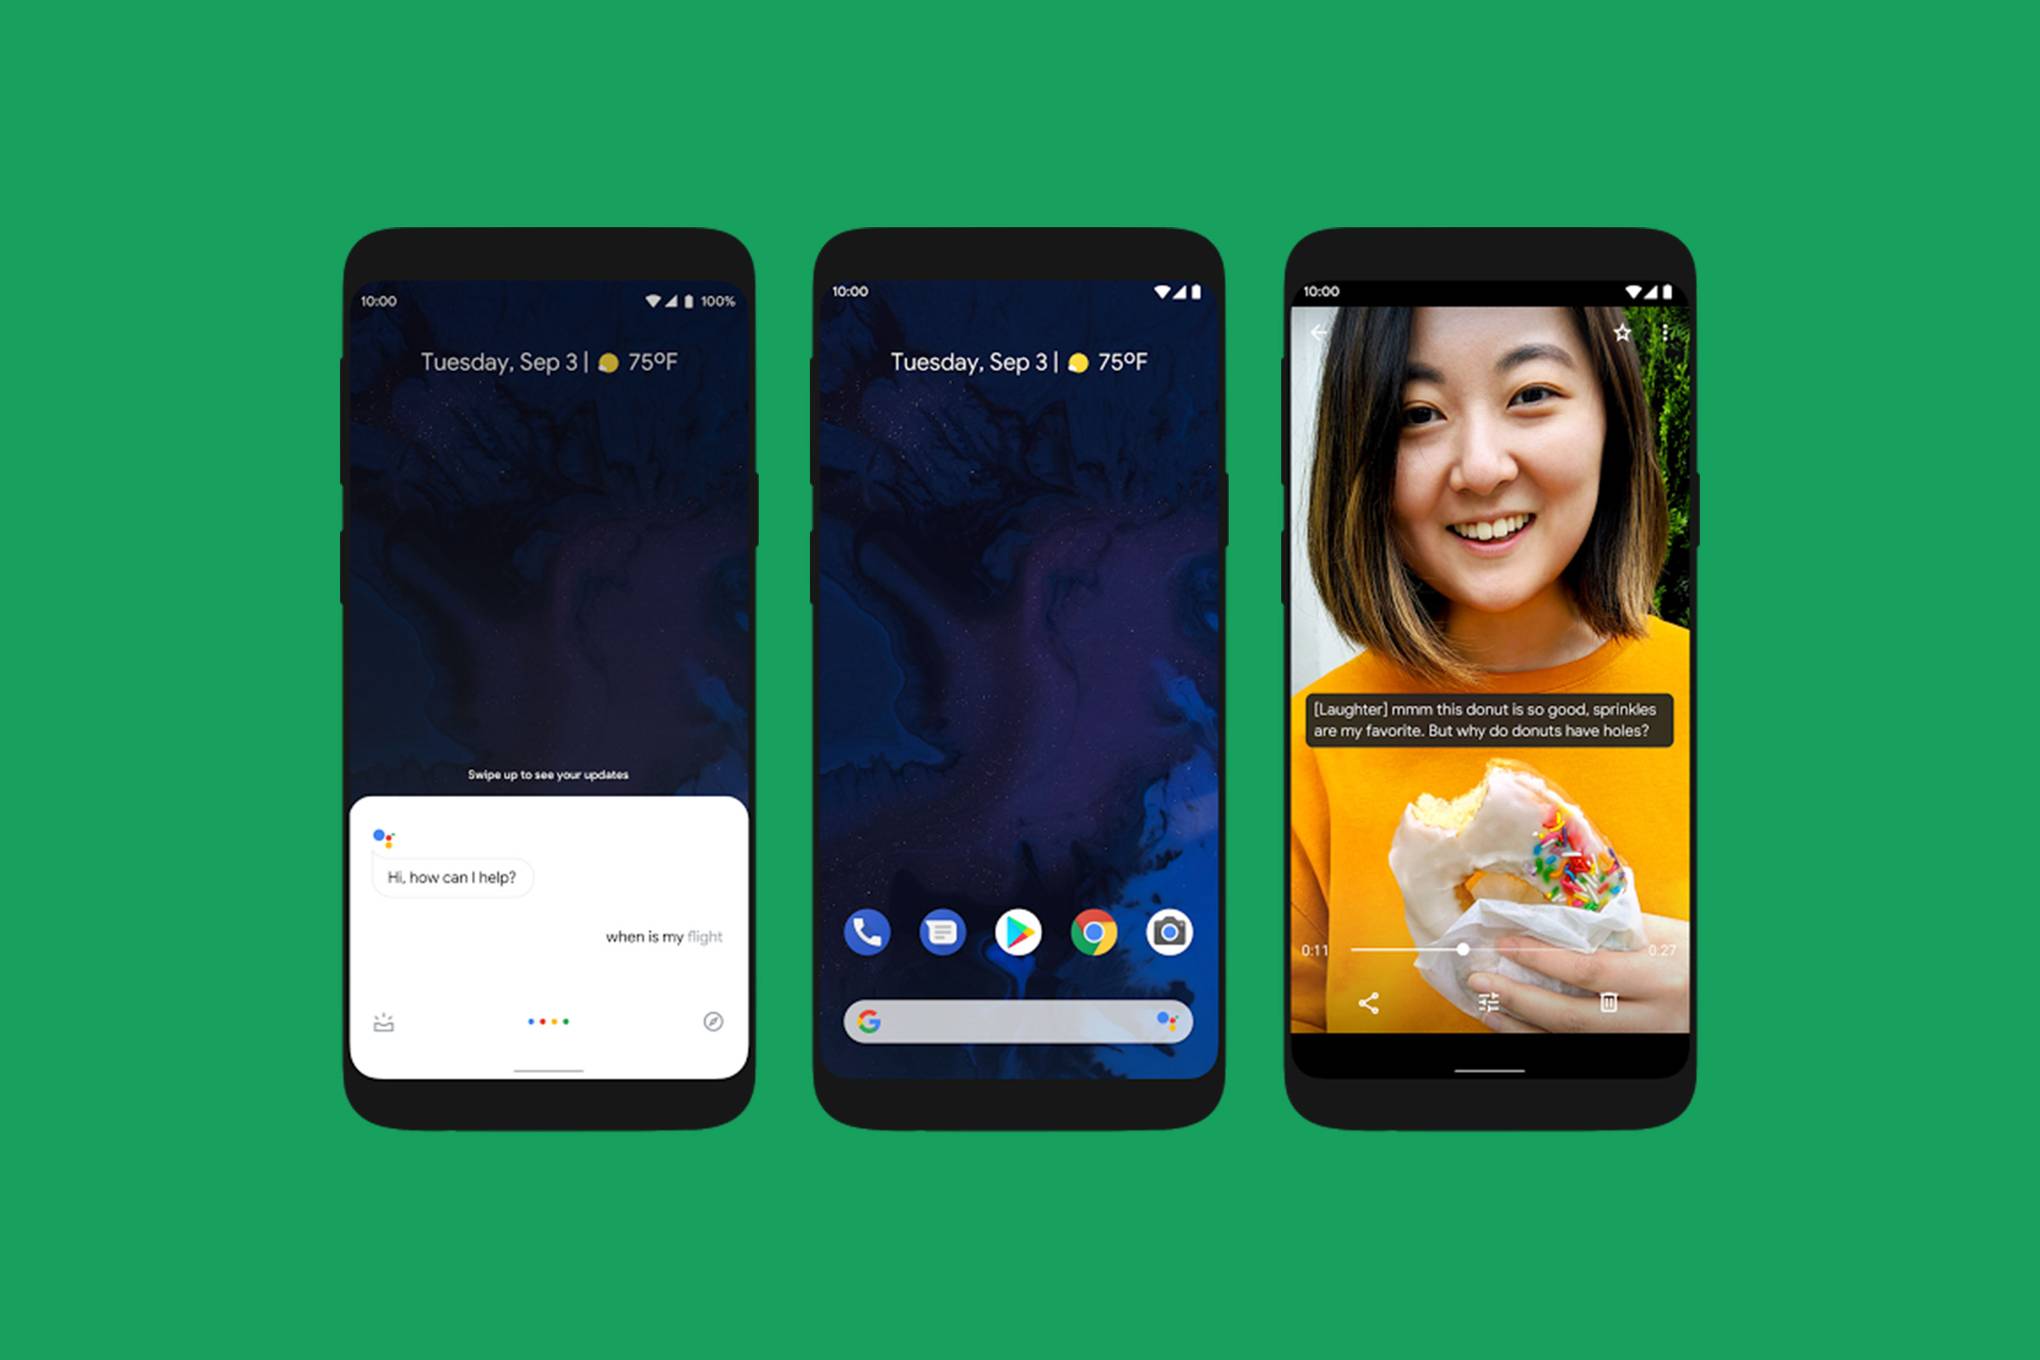 10:00
100%
Tuesday, Sep 3 | 75ºF
Swipe up to see your updates
Hi, how can I help?
when is my flight
10:00
Tuesday, Sep 3 | 75ºF
G
10:00
[Laughter] mmm this donut is so good, sprinkles
are my favorite. But why do donuts have holes?
0:11
0:27